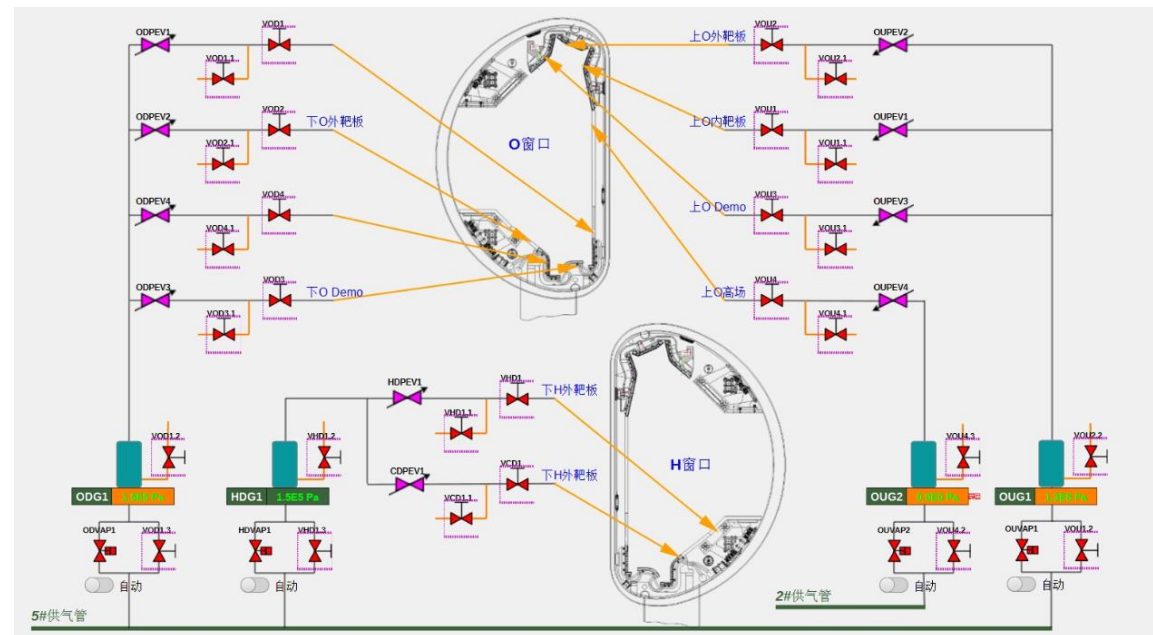 ODPEV1
VOD1
VOD1.1
ODPEV2
VOD2
VOD2.1
下O外靶板
ODPEV4
VOD4
VOD4.1
ODPEV3
VOD3
VOD3.1
下O Demo
O窗口
上O外靶板
VOU2
OUPEV2
VOU2.1
上O内靶板
VOU1
OUPEV1
VOU1.1
上O Demo
VOU3
OUPEV3
VOU3.1
上O高场
VOU4
OUPEV4
VOU4.1
HDPEV1
VHD1
VHD1.1
下H外靶板
CDPEV1
VCD1
VCD1.1
下H外靶板
H窗口
VOD1.2
VHD1.2
VOU4.3
VOU2.2
ODG1
HDG1 1.5E5 Pa
OUG2
OUG1
ODVAP1 VOD1.3
HDVAP1 VHD1.3
OUVAP2 VOU4.2
OUVAP1 VOU1.2
自动
自动
自动
自动
5#供气管
2#供气管